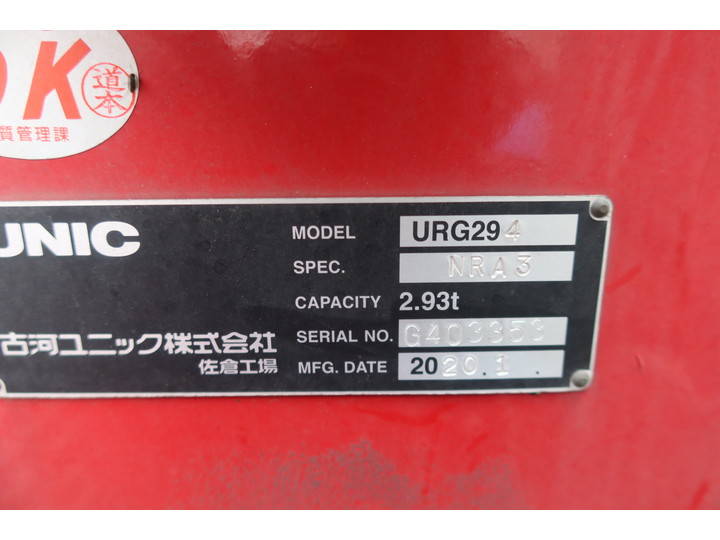 OK
道本
質管理課
UNIC
MODEL URG294
SPEC. NRA3
CAPACITY 2.93t
古河ユニック株式会社
佐倉工場
SERIAL NO. G403353
MFG. DATE 2020.1.